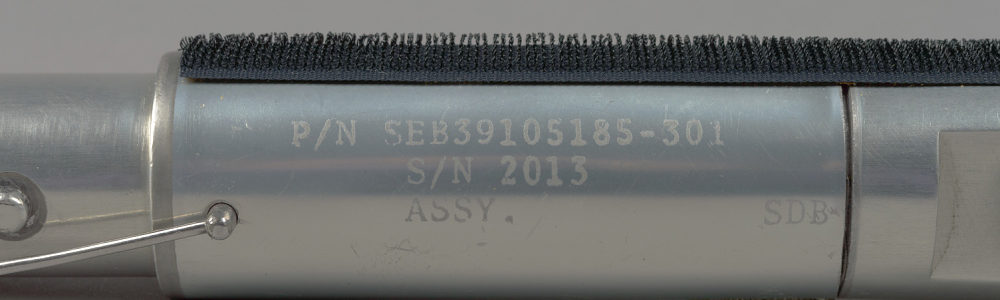 P/N SEB39105185-301
S/N 2013
ASSY. SDB